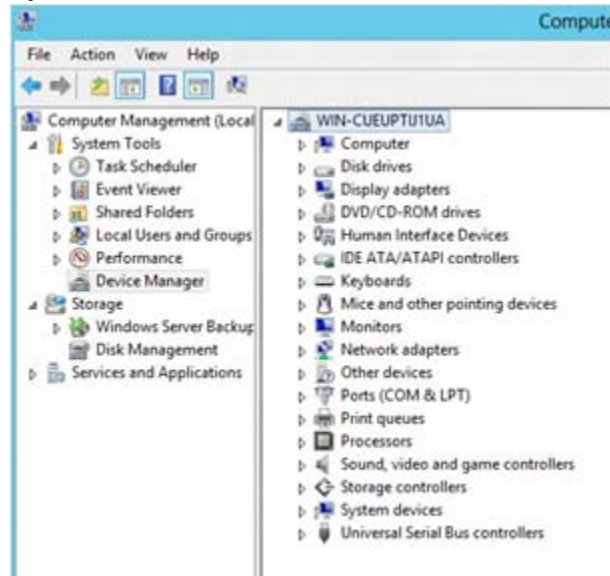 Compute
File Action View Help
Computer Management (Local
System Tools
Task Scheduler
Event Viewer
Shared Folders
Local Users and Groups
Performance
Device Manager
Storage
Windows Server Backup
Disk Management
Services and Applications
WIN-CUEUPTIJ1UA
Computer
Disk drives
Display adapters
DVD/CD-ROM drives
Human Interface Devices
IDE ATA/ATAPI controllers
Keyboards
Mice and other pointing devices
Monitors
Network adapters
Other devices
Ports (COM & LPT)
Print queues
Processors
Sound, video and game controllers
Storage controllers
System devices
Universal Serial Bus controllers